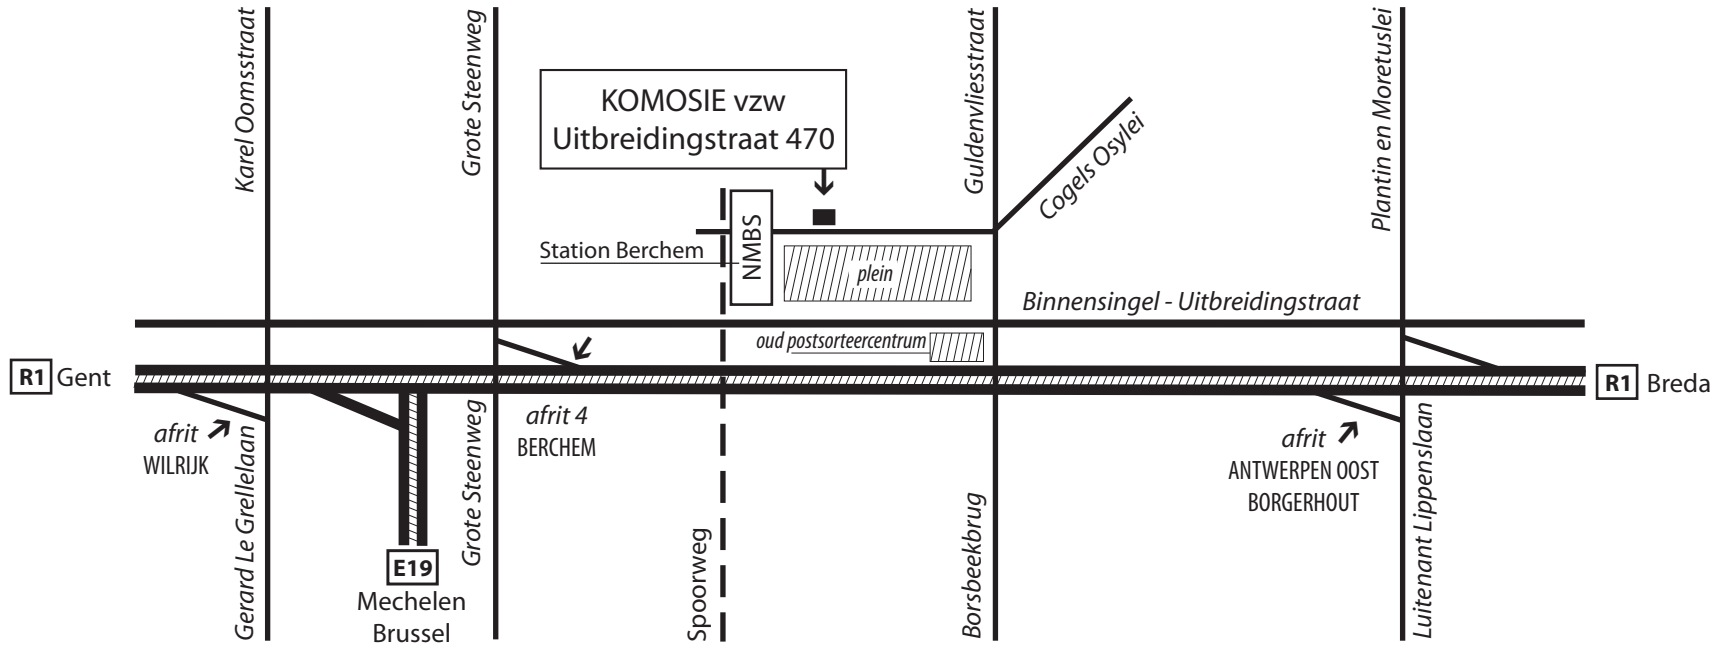 Karel Oomsstraat
Grote Steenweg
KOMOSIE vzw
Uitbreidingstraat 470
Guldenvliesstraat
Cogels Osylei
Plantin en Moretuslei
Station Berchem
NMBS
plein
Binnensingel - Uitbreidingstraat
oud postsorteercentrum
R1 Gent
R1 Breda
afrit
WILRIJK
Gerard Le Grellelaan
E19
Mechelen
Brussel
Grote Steenweg
afrit 4
BERCHEM
Spoorweg
Borsbeekbrug
afrit
ANTWERPEN OOST
BORGERHOUT
Luitenant Lippenslaan